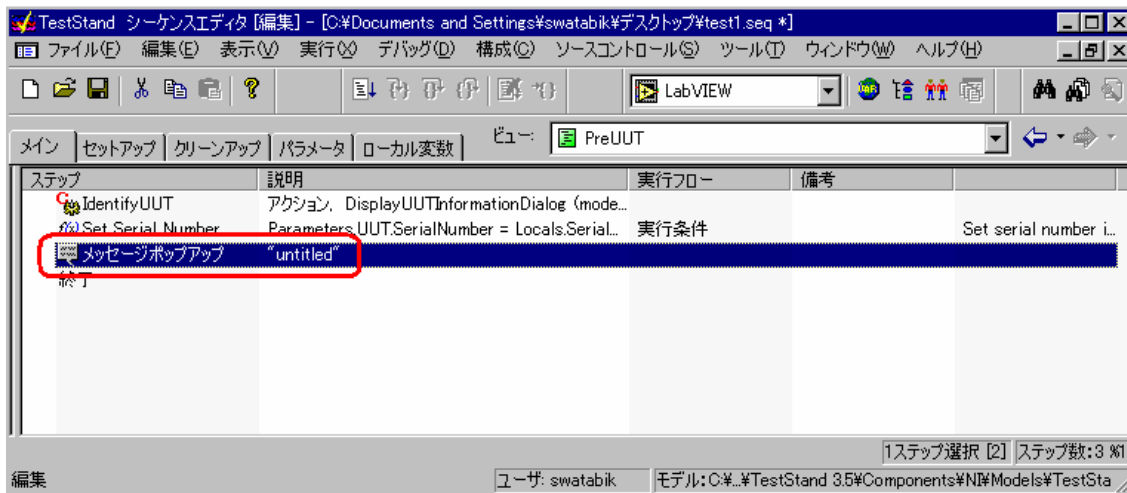 TestStand シーケンスエディタ [編集] - [C:¥Documents and Settings¥swatabik¥デスクトップ¥test1.seq *]
ファイル(F) 編集(E) 表示(V) 実行(X) デバッグ(D) 構成(C) ソースコントロール(S) ツール(T) ウィンドウ(W) ヘルプ(H)
LabVIEW
メイン セットアップ クリーンアップ パラメータ ローカル変数 ビュー: PreUUT
ステップ 説明 実行フロー 備考
IdentifyUUT アクション, DisplayUUTInformationDialog (mode...
Set Serial Number Parameters.UUT.SerialNumber = Locals.Serial... 実行条件 Set serial number i...
メッセージポップアップ "untitled"
終了
1ステップ選択 [2] ステップ数:3
編集 ユーザ: swatabik モデル:C:¥...¥TestStand 3.5¥Components¥NI¥Models¥TestSta